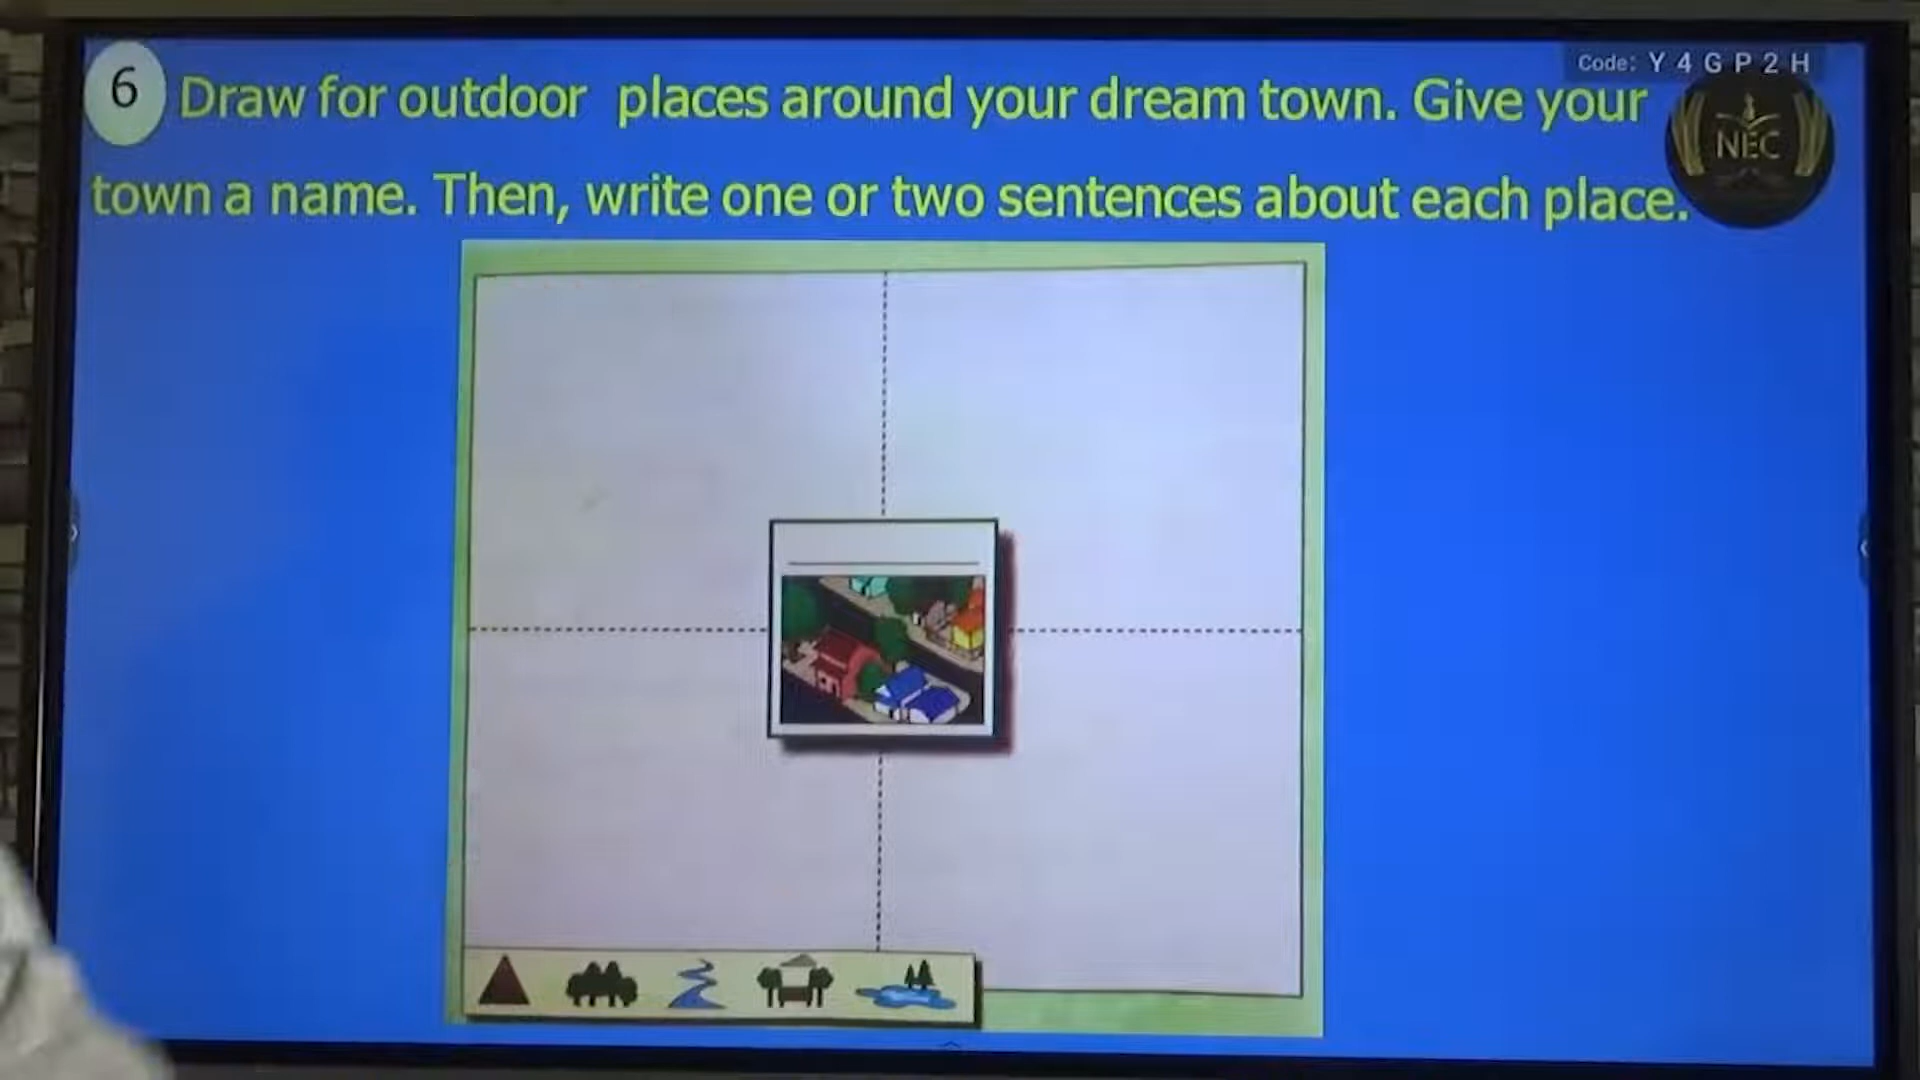 Code: Y 4 G P 2 H
6 Draw for outdoor places around your dream town. Give your
town a name. Then, write one or two sentences about each place.
NEC